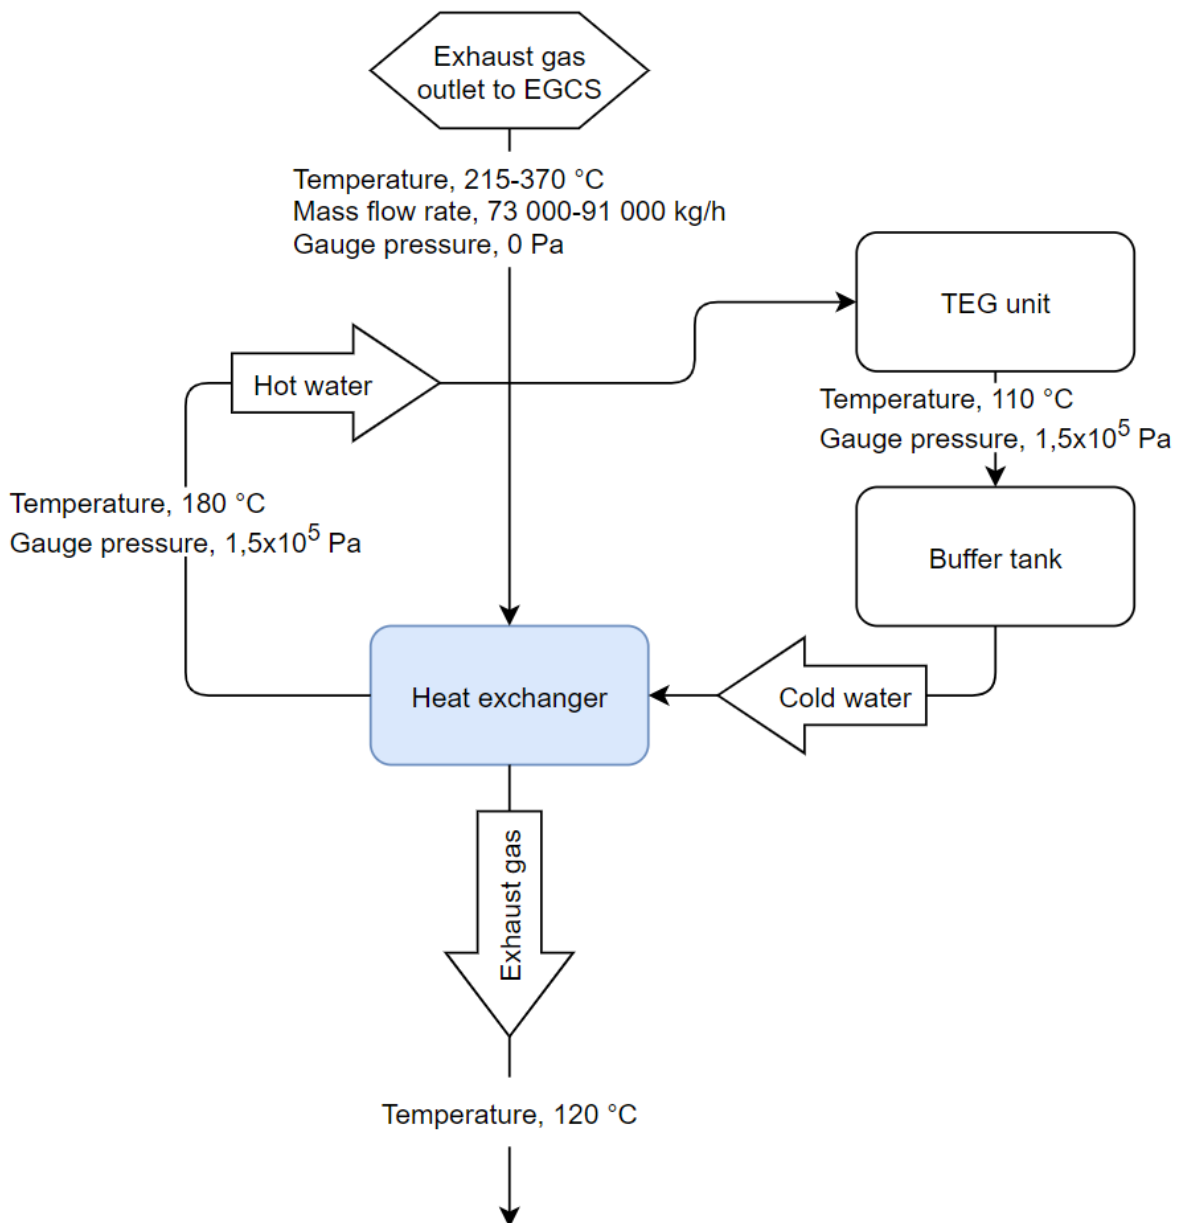 Exhaust gas
outlet to EGCS
Temperature, 215-370 °C
Mass flow rate, 73 000-91 000 kg/h
Gauge pressure, 0 Pa
TEG unit
Hot water
Temperature, 110 °C
Gauge pressure, 1,5x10⁵ Pa
Temperature, 180 °C
Gauge pressure, 1,5x10⁵ Pa
Buffer tank
Heat exchanger
Cold water
Exhaust gas
Temperature, 120 °C